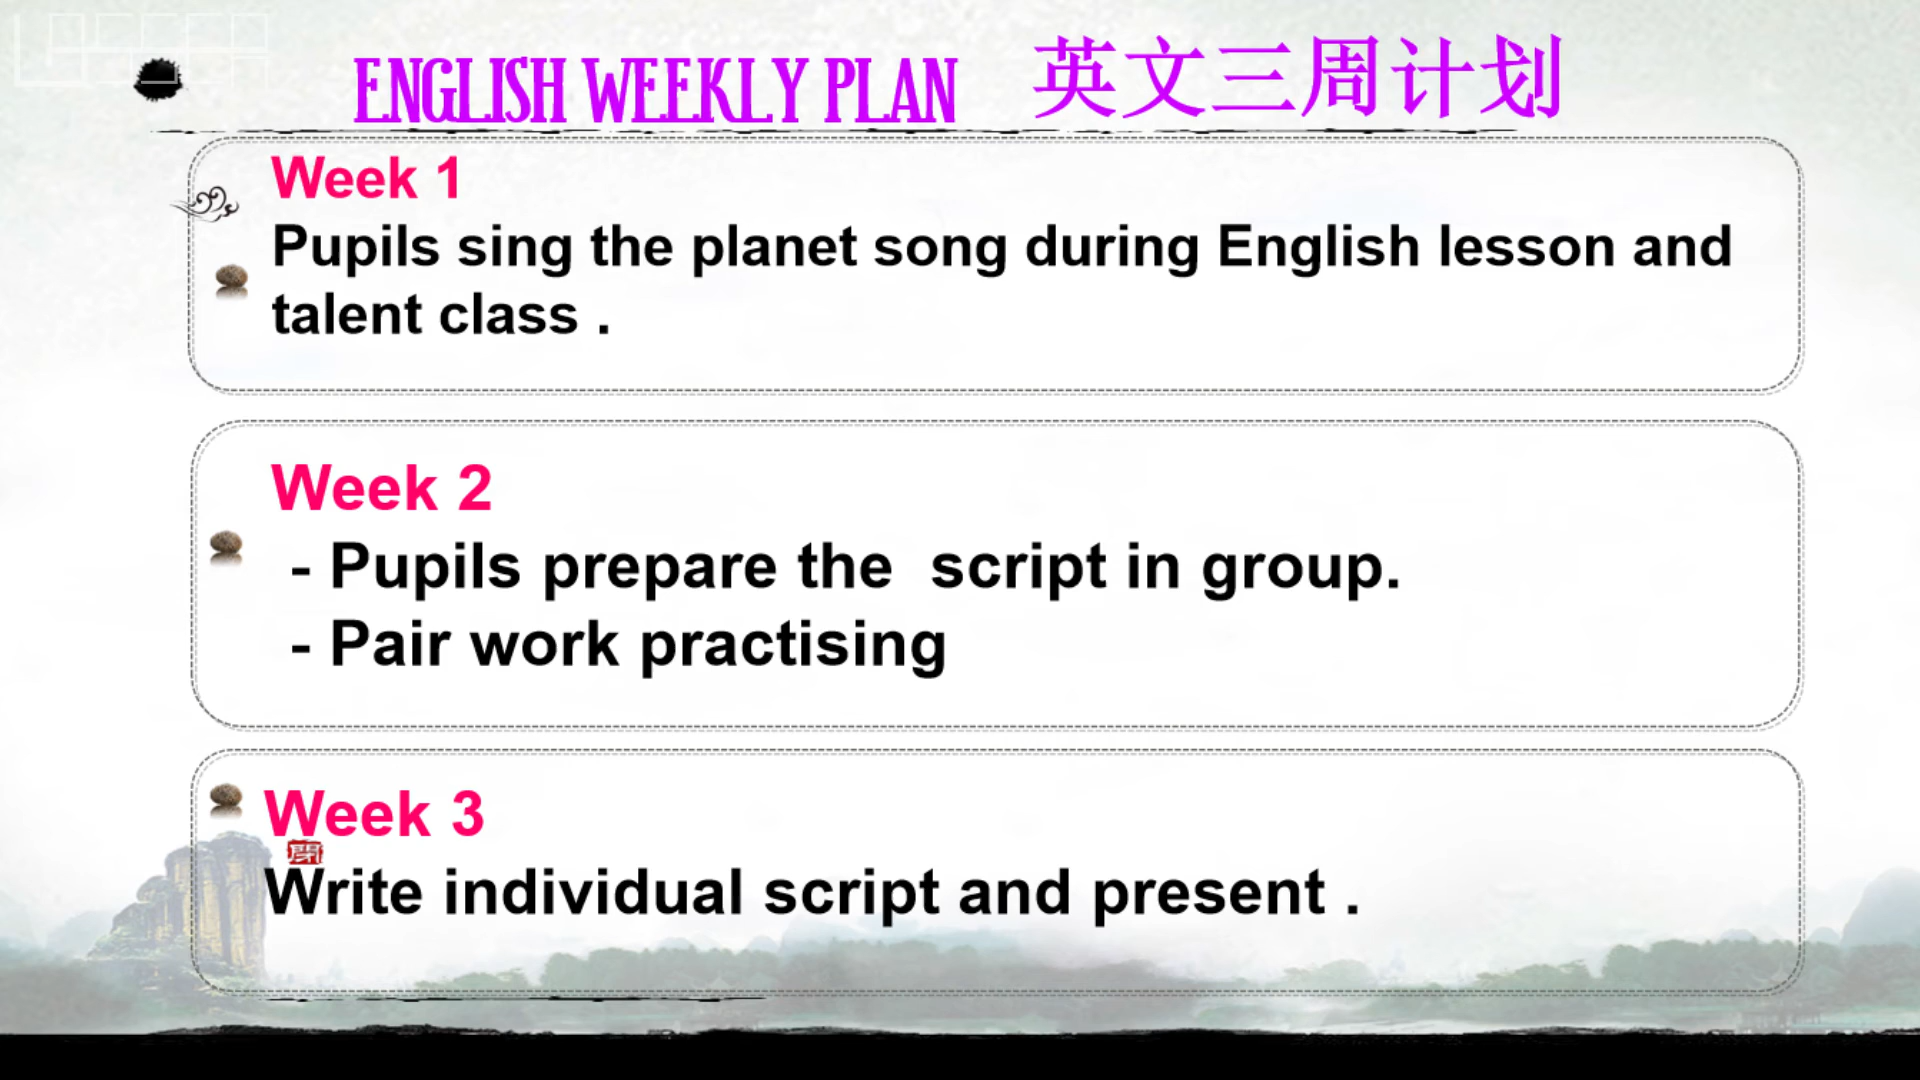 ENGLISH WEEKLY PLAN 英文三周计划
Week 1
Pupils sing the planet song during English lesson and
talent class .
Week 2
- Pupils prepare the  script in group.
- Pair work practising
Week 3
Write individual script and present .